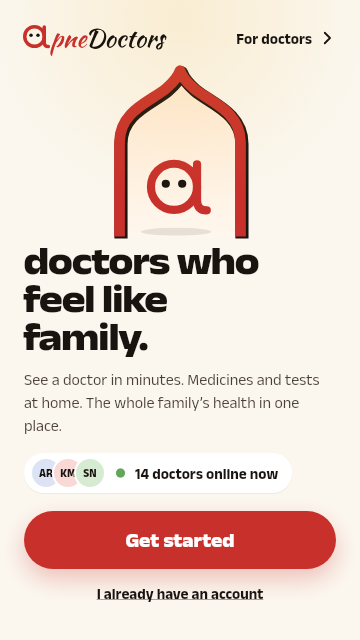 apneDoctors
For doctors
a
doctors who
feel like
family.
See a doctor in minutes. Medicines and tests
at home. The whole family's health in one
place.
AR KM SN 14 doctors online now
Get started
I already have an account